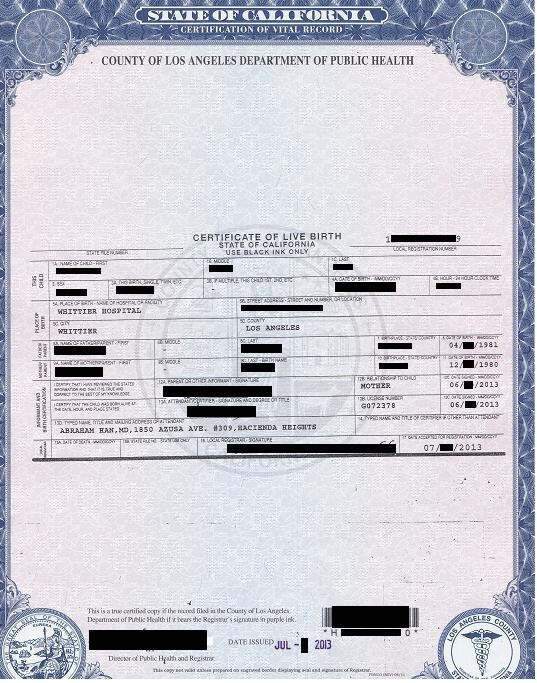 STATE OF CALIFORNIA
CERTIFICATION OF VITAL RECORD
COUNTY OF LOS ANGELES DEPARTMENT OF PUBLIC HEALTH
CERTIFICATE OF LIVE BIRTH
STATE OF CALIFORNIA
USE BLACK INK ONLY
1 9
STATE FILE NUMBER
LOCAL REGISTRATION NUMBER
THIS CHILD
1A. NAME OF CHILD - FIRST
1B. MIDDLE
1C. LAST
2. SEX
3A. THIS BIRTH, SINGLE, TWIN, ETC.
3B. IF MULTIPLE, THIS CHILD 1ST, 2ND, ETC.
4A. DATE OF BIRTH - MM/DD/CCYY
4B. HOUR - 24 HOUR CLOCK TIME
-
PLACE OF BIRTH
5A. PLACE OF BIRTH - NAME OF HOSPITAL OR FACILITY
5B. STREET ADDRESS - STREET AND NUMBER, OR LOCATION
WHITTIER HOSPITAL
5C. CITY
5D. COUNTY
WHITTIER
LOS ANGELES
6A. NAME OF FATHER/PARENT - FIRST
6B. MIDDLE
6C. LAST
7. BIRTHPLACE - STATE/COUNTRY
8. DATE OF BIRTH - MM/DD/CCYY
04/ /1981
9A. NAME OF MOTHER/PARENT - FIRST
9B. MIDDLE
9C. LAST - BIRTH NAME
10. BIRTHPLACE - STATE/COUNTRY
11. DATE OF BIRTH - MM/DD/CCYY
12/ /1980
INFORMANT AND BIRTH CERTIFICATION
I CERTIFY THAT I HAVE REVIEWED THE STATED
INFORMATION AND THAT IT IS TRUE AND
CORRECT TO THE BEST OF MY KNOWLEDGE.
12A. PARENT OR OTHER INFORMANT - SIGNATURE
12B. RELATIONSHIP TO CHILD
12C. DATE SIGNED - MM/DD/CCYY
MOTHER
06/ /2013
I CERTIFY THAT THE CHILD WAS BORN ALIVE AT
THE DATE, HOUR, AND PLACE STATED.
13A. ATTENDANT/CERTIFIER - SIGNATURE AND DEGREE OR TITLE
13B. LICENSE NUMBER
13C. DATE SIGNED - MM/DD/CCYY
G072378
06/ /2013
13D. TYPED NAME, TITLE AND MAILING ADDRESS OF ATTENDANT
14. TYPED NAME AND TITLE OF CERTIFIER IF OTHER THAN ATTENDANT
ABRAHAM HAN,MD,1850 AZUSA AVE. #309,HACIENDA HEIGHTS
15A. DATE OF DEATH - MM/DD/CCYY
15B. STATE FILE NO. - STATE USE ONLY
16. LOCAL REGISTRAR - SIGNATURE
17. DATE ACCEPTED FOR REGISTRATION - MM/DD/CCYY
07/ /2013
This is a true certified copy if the record filed in the County of Los Angeles
Department of Public Health if it bears the Registrar's signature in purple ink.
Director of Public Health and Registrar
DATE ISSUED JUL - 2013
*H 0*
This copy not valid unless prepared on engraved border displaying seal and signature of Registrar.
LOS ANGELES COUNTY